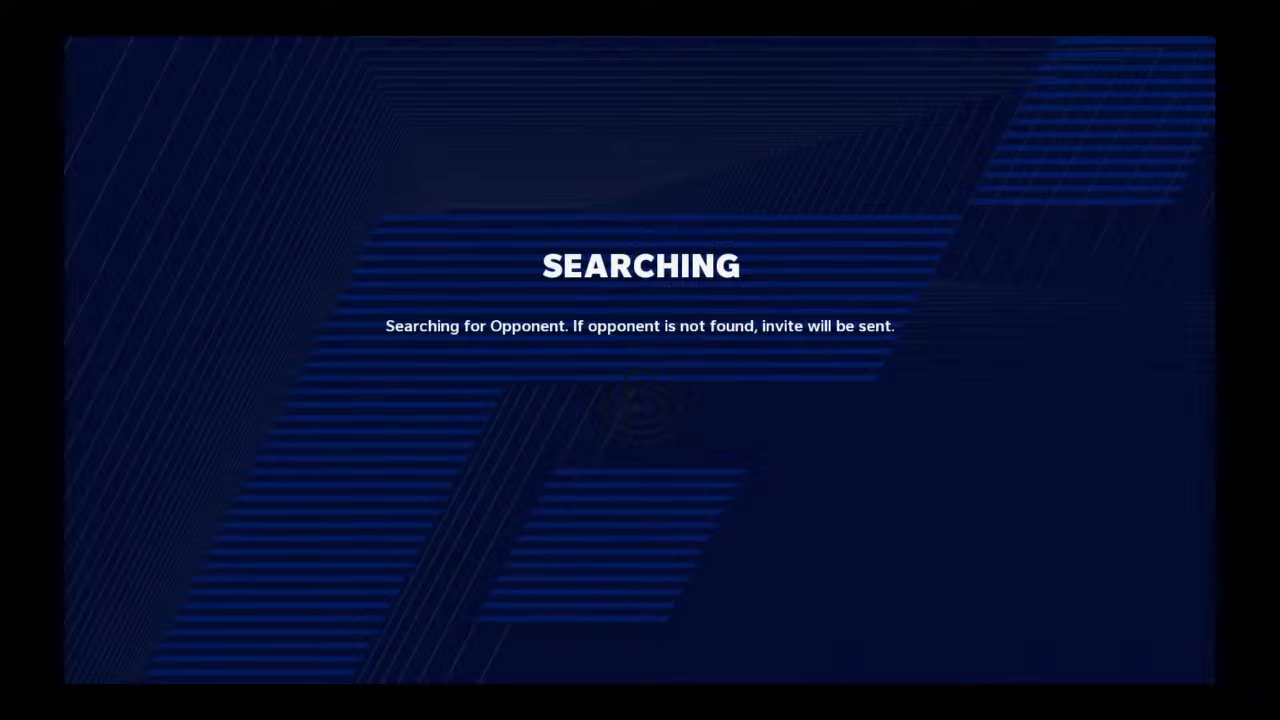 SEARCHING
Searching for Opponent. If opponent is not found, invite will be sent.